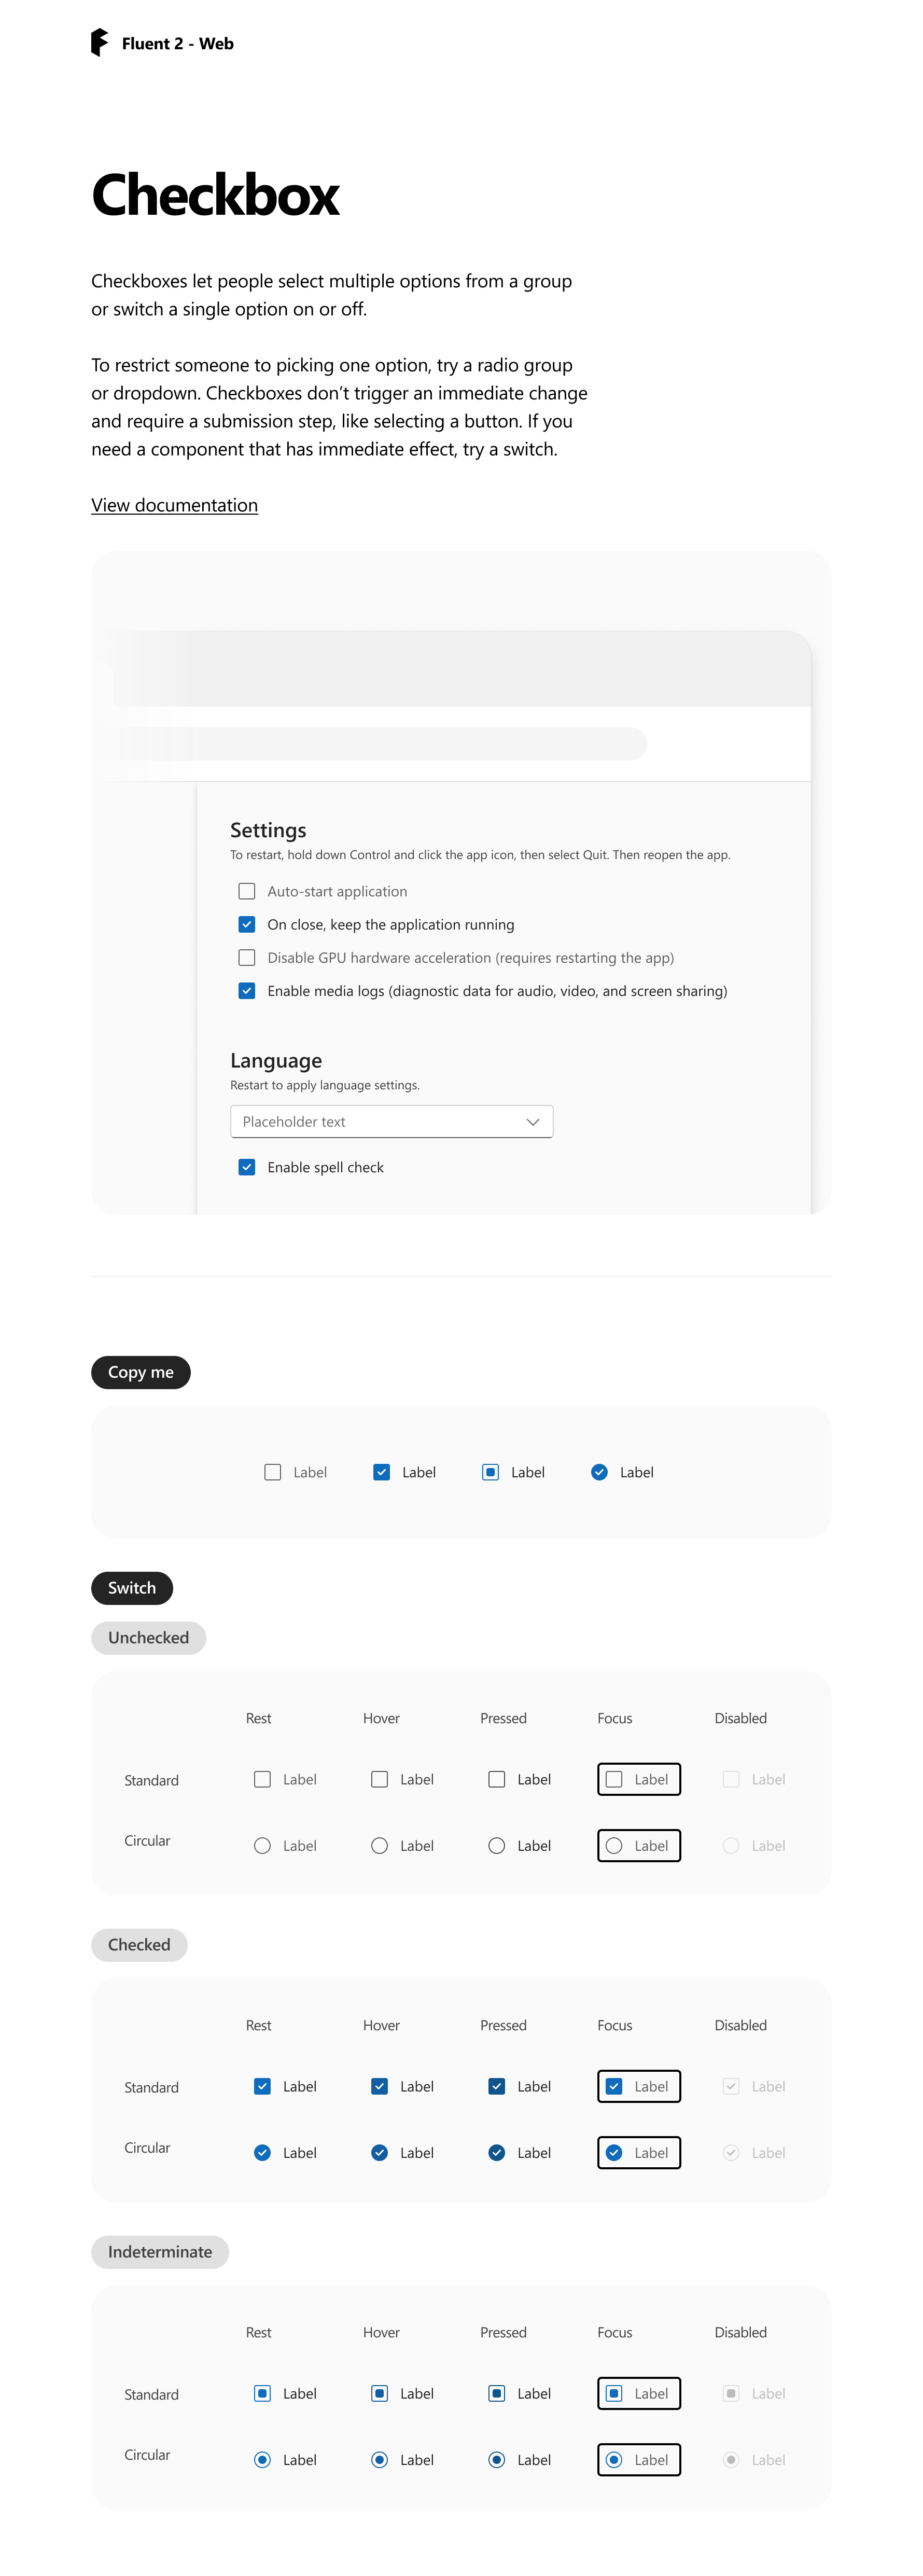 Fluent 2 - Web
Checkbox
Checkboxes let people select multiple options from a group
or switch a single option on or off.
To restrict someone to picking one option, try a radio group
or dropdown. Checkboxes don’t trigger an immediate change
and require a submission step, like selecting a button. If you
need a component that has immediate effect, try a switch.
View documentation
Settings
To restart, hold down Control and click the app icon, then select Quit. Then reopen the app.
Auto-start application
On close, keep the application running
Disable GPU hardware acceleration (requires restarting the app)
Enable media logs (diagnostic data for audio, video, and screen sharing)
Language
Restart to apply language settings.
Placeholder text
Enable spell check
Copy me
Label Label Label Label
Switch
Unchecked
Rest Hover Pressed Focus Disabled
Standard Label Label Label Label Label
Circular Label Label Label Label Label
Checked
Rest Hover Pressed Focus Disabled
Standard Label Label Label Label Label
Circular Label Label Label Label Label
Indeterminate
Rest Hover Pressed Focus Disabled
Standard Label Label Label Label Label
Circular Label Label Label Label Label